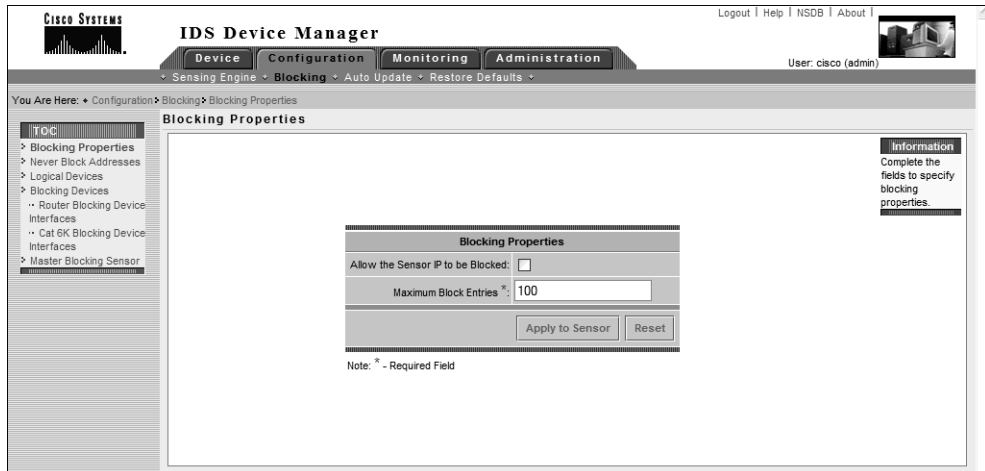 Cisco Systems
Logout | Help | NSDB | About |
IDS Device Manager
Device Configuration Monitoring Administration
User: cisco (admin)
Sensing Engine Blocking Auto Update Restore Defaults
You Are Here: Configuration Blocking Blocking Properties
TOC
Blocking Properties
Never Block Addresses
Logical Devices
Blocking Devices
Router Blocking Device
Interfaces
Cat 6K Blocking Device
Interfaces
Master Blocking Sensor
Blocking Properties
Blocking Properties
Allow the Sensor IP to be Blocked:
Maximum Block Entries *: 100
Apply to Sensor Reset
Note: * - Required Field
Information
Complete the
fields to specify
blocking
properties.